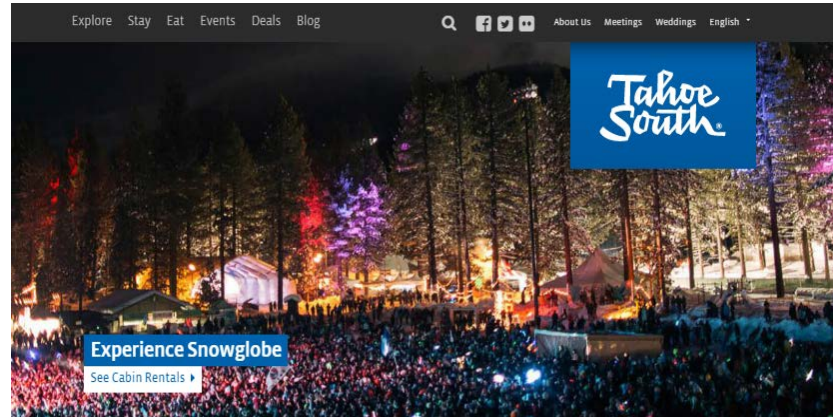 Explore Stay Eat Events Deals Blog
About Us Meetings Weddings English
Tahoe
South®
Experience Snowglobe
See Cabin Rentals